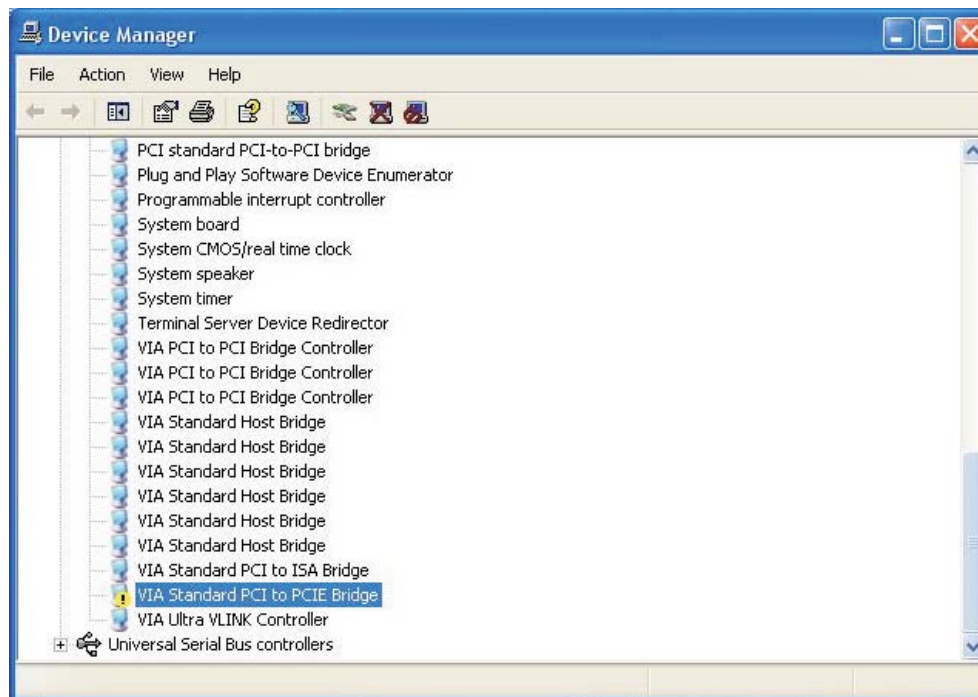 Device Manager
File Action View Help
PCI standard PCI-to-PCI bridge
Plug and Play Software Device Enumerator
Programmable interrupt controller
System board
System CMOS/real time clock
System speaker
System timer
Terminal Server Device Redirector
VIA PCI to PCI Bridge Controller
VIA PCI to PCI Bridge Controller
VIA PCI to PCI Bridge Controller
VIA Standard Host Bridge
VIA Standard Host Bridge
VIA Standard Host Bridge
VIA Standard Host Bridge
VIA Standard Host Bridge
VIA Standard Host Bridge
VIA Standard PCI to ISA Bridge
VIA Standard PCI to PCIE Bridge
VIA Ultra VLINK Controller
Universal Serial Bus controllers